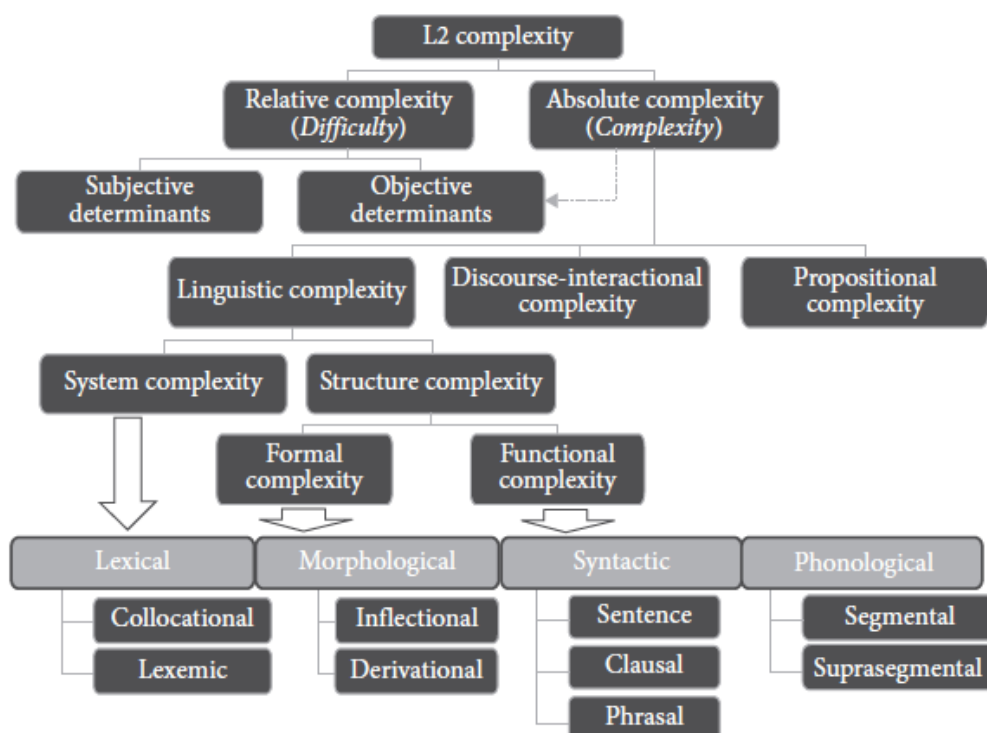 L2 complexity
Relative complexity
(Difficulty)
Absolute complexity
(Complexity)
Subjective
determinants
Objective
determinants
Linguistic complexity
Discourse-interactional
complexity
Propositional
complexity
System complexity
Structure complexity
Formal
complexity
Functional
complexity
Lexical
Morphological
Syntactic
Phonological
Collocational
Lexemic
Inflectional
Derivational
Sentence
Clausal
Phrasal
Segmental
Suprasegmental